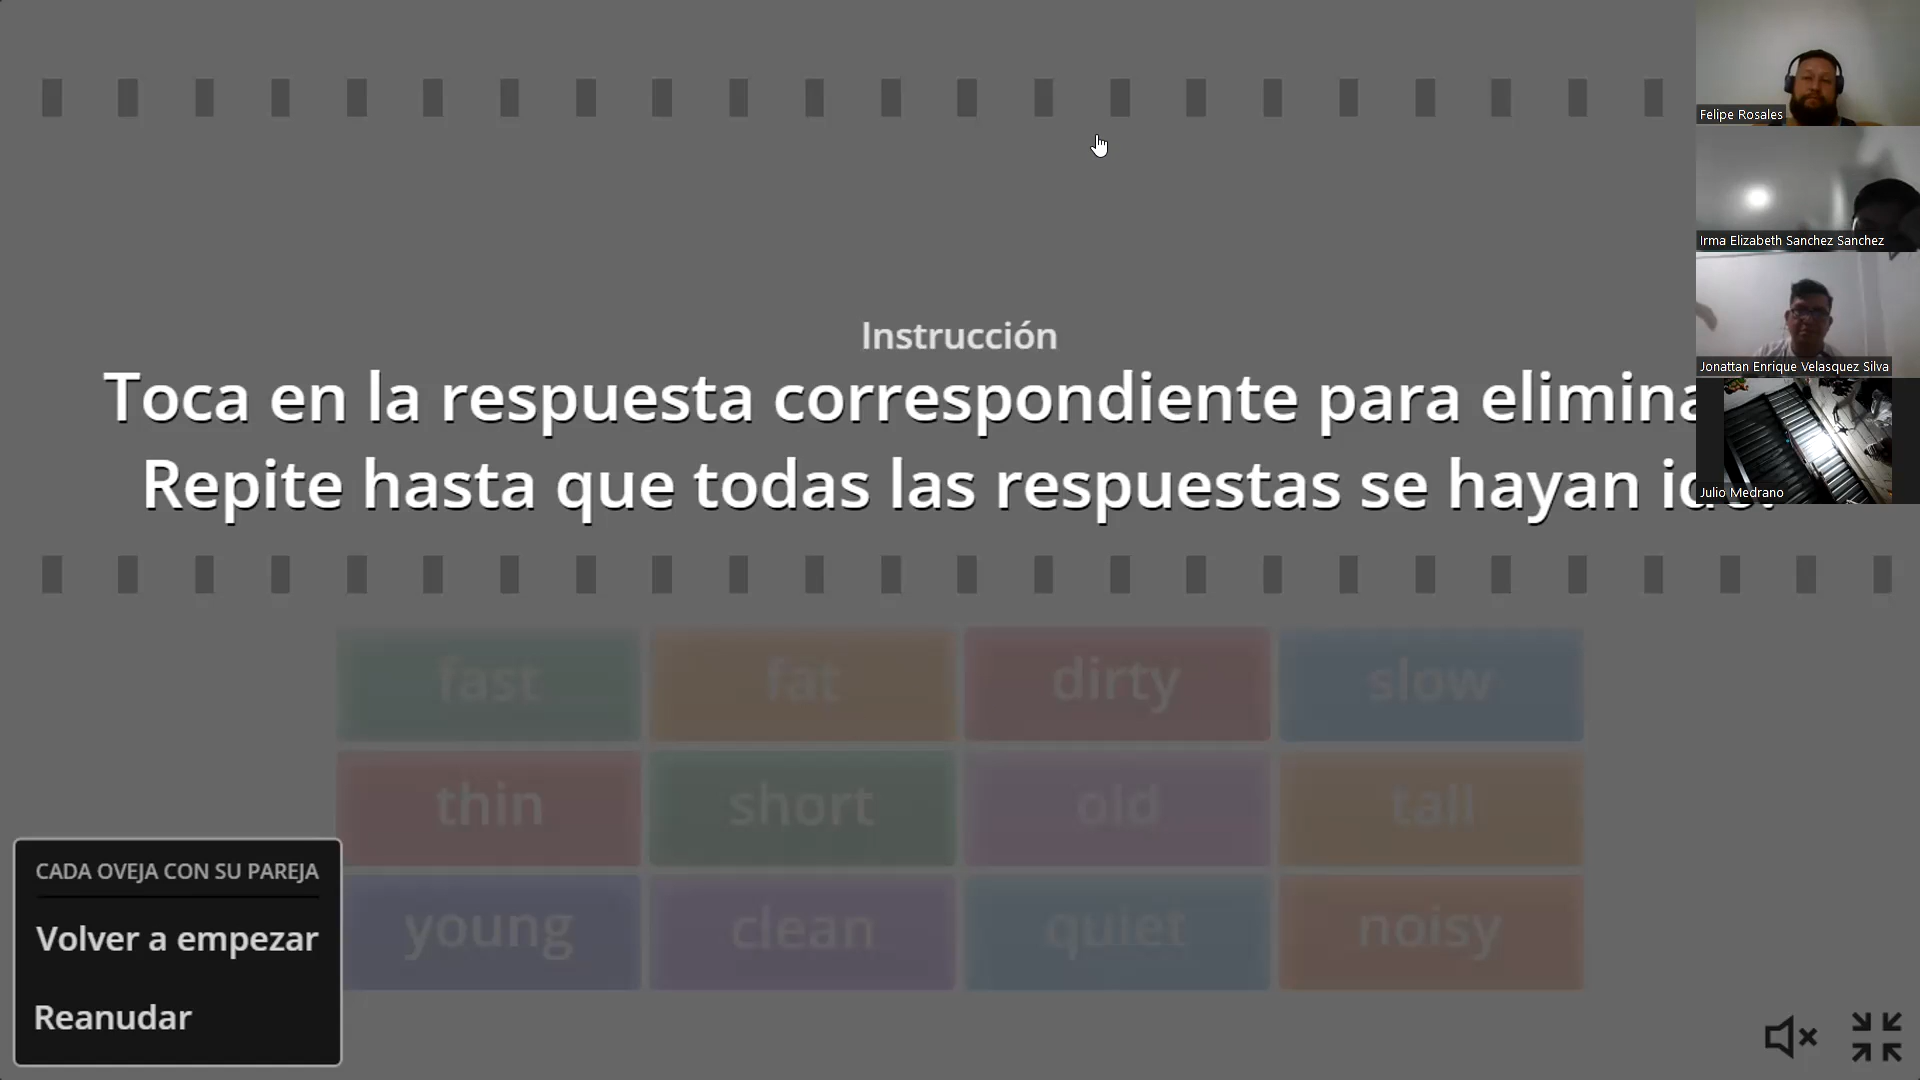 Felipe Rosales
Irma Elizabeth Sanchez Sanchez
Jonattan Enrique Velasquez Silva
Julio Medrano
Instrucción
Toca en la respuesta correspondiente para elimina
Repite hasta que todas las respuestas se hayan
fast fat dirty slow
thin short old tall
young clean quiet noisy
CADA OVEJA CON SU PAREJA
Volver a empezar
Reanudar